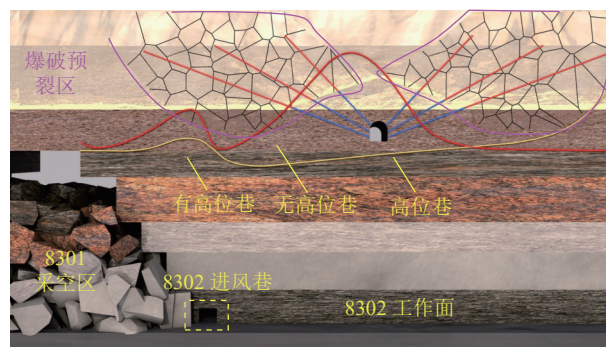 爆破预
裂区
有高位巷
无高位巷
高位巷
8301
采空区
8302 进风巷
8302 工作面